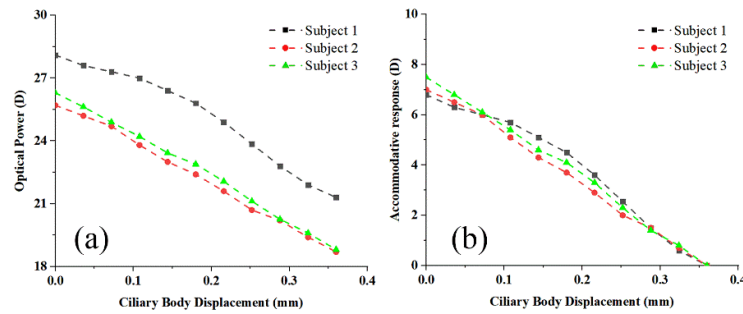 30
27
24
21
18
Optical Power (D)
Subject 1
Subject 2
Subject 3
(a)
0.0 0.1 0.2 0.3 0.4
Ciliary Body Displacement (mm)
10
8
6
4
2
0
Accommodative response (D)
Subject 1
Subject 2
Subject 3
(b)
0.0 0.1 0.2 0.3 0.4
Ciliary Body Displacement (mm)